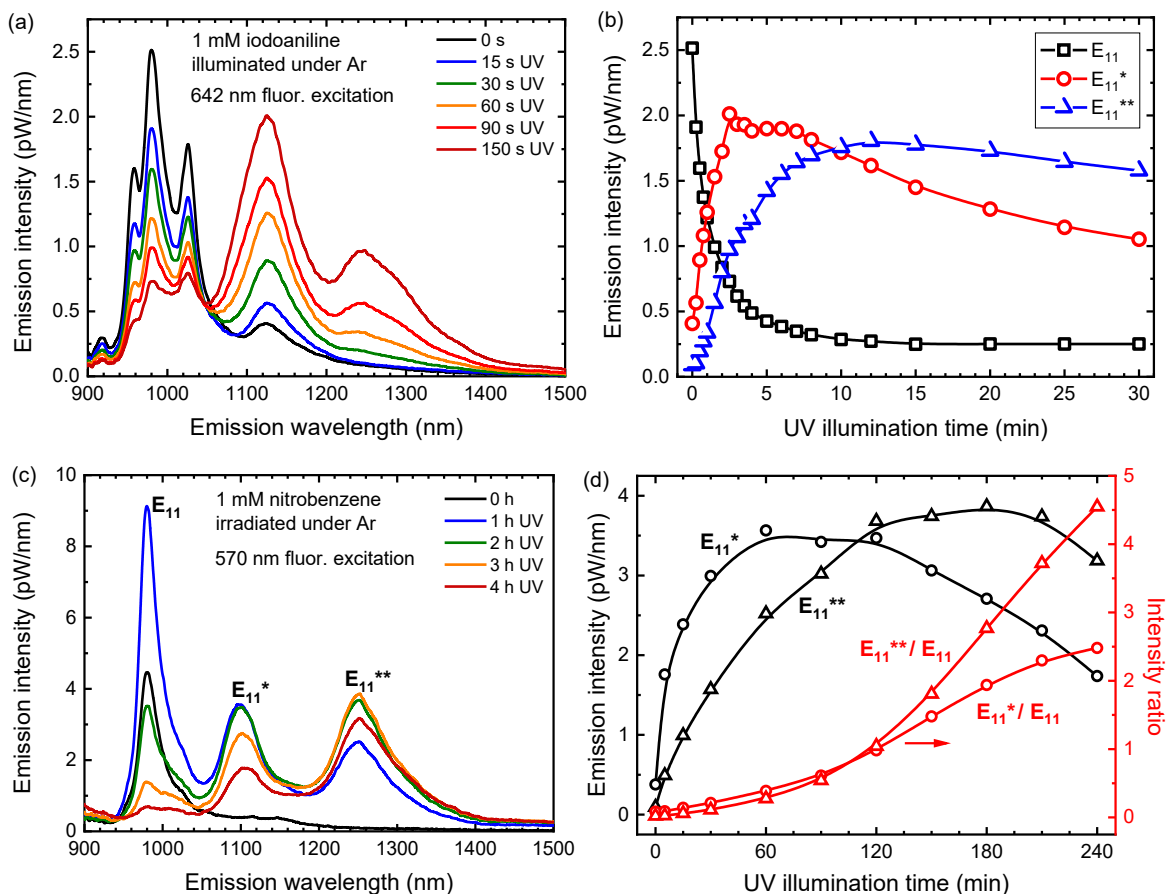 (a)
1 mM iodoaniline
illuminated under Ar
642 nm fluor. excitation
0 s
15 s UV
30 s UV
60 s UV
90 s UV
150 s UV
2.5
2.0
1.5
1.0
0.5
0.0
Emission intensity (pW/nm)
900 1000 1100 1200 1300 1400 1500
Emission wavelength (nm)
(b)
E11
E11*
E11**
2.5
2.0
1.5
1.0
0.5
0.0
Emission intensity (pW/nm)
0 5 10 15 20 25 30
UV illumination time (min)
(c)
E11
1 mM nitrobenzene
irradiated under Ar
570 nm fluor. excitation
0 h
1 h UV
2 h UV
3 h UV
4 h UV
E11*
E11**
10
8
6
4
2
0
Emission intensity (pW/nm)
900 1000 1100 1200 1300 1400 1500
Emission wavelength (nm)
(d)
E11*
E11**
E11**/ E11
E11*/ E11
4
3
2
1
0
Emission intensity (pW/nm)
5
4
3
2
1
0
Intensity ratio
0 60 120 180 240
UV illumination time (min)